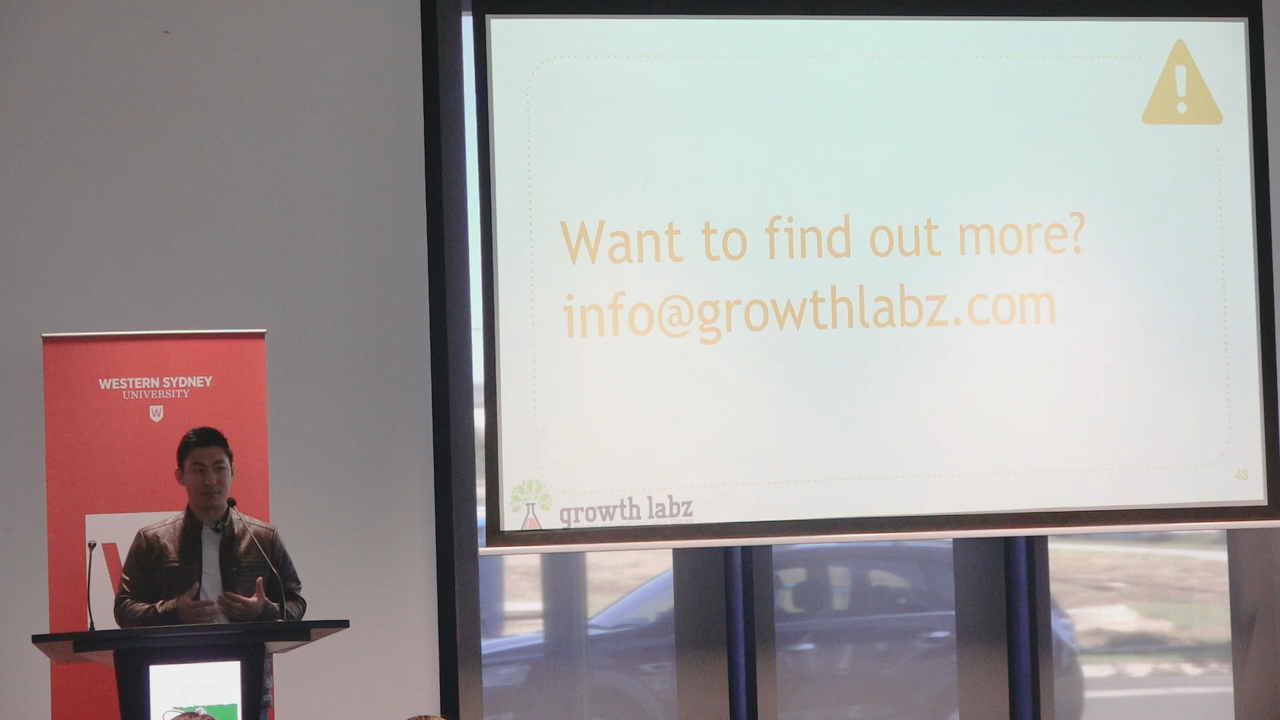 Want to find out more?
info@growthlabz.com
48
growth labz
WESTERN SYDNEY
UNIVERSITY
W